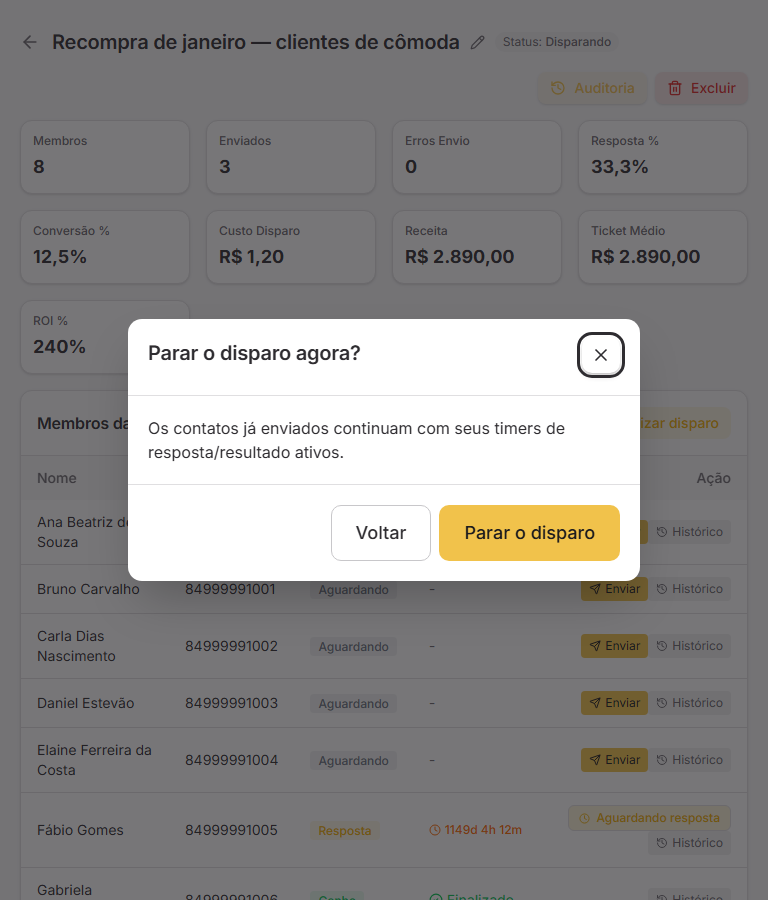 Recompra de janeiro — clientes de cômoda
Status: Disparando
Auditoria
Excluir
Membros
8
Enviados
3
Erros Envio
0
Resposta %
33,3%
Conversão %
12,5%
Custo Disparo
R$ 1,20
Receita
R$ 2.890,00
Ticket Médio
R$ 2.890,00
ROI %
240%
Parar o disparo agora?
Os contatos já enviados continuam com seus timers de
resposta/resultado ativos.
Voltar
Parar o disparo
Membros
disparo
Nome
Ação
Ana Beatriz de
Souza
Histórico
Bruno Carvalho
84999991001
Aguardando
-
Enviar
Histórico
Carla Dias
Nascimento
84999991002
Aguardando
-
Enviar
Histórico
Daniel Estevão
84999991003
Aguardando
-
Enviar
Histórico
Elaine Ferreira da
Costa
84999991004
Aguardando
-
Enviar
Histórico
Fábio Gomes
84999991005
Resposta
1149d 4h 12m
Aguardando resposta
Histórico
Gabriela
84999991006
Ganho
Finalizado
Histórico